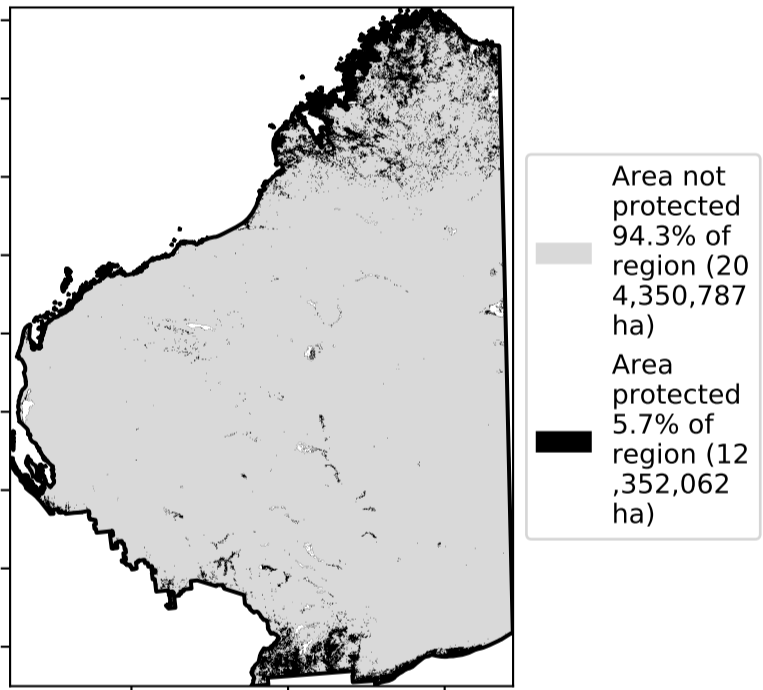 Area not
protected
94.3% of
region (20
4,350,787
ha)
Area
protected
5.7% of
region (12
,352,062
ha)